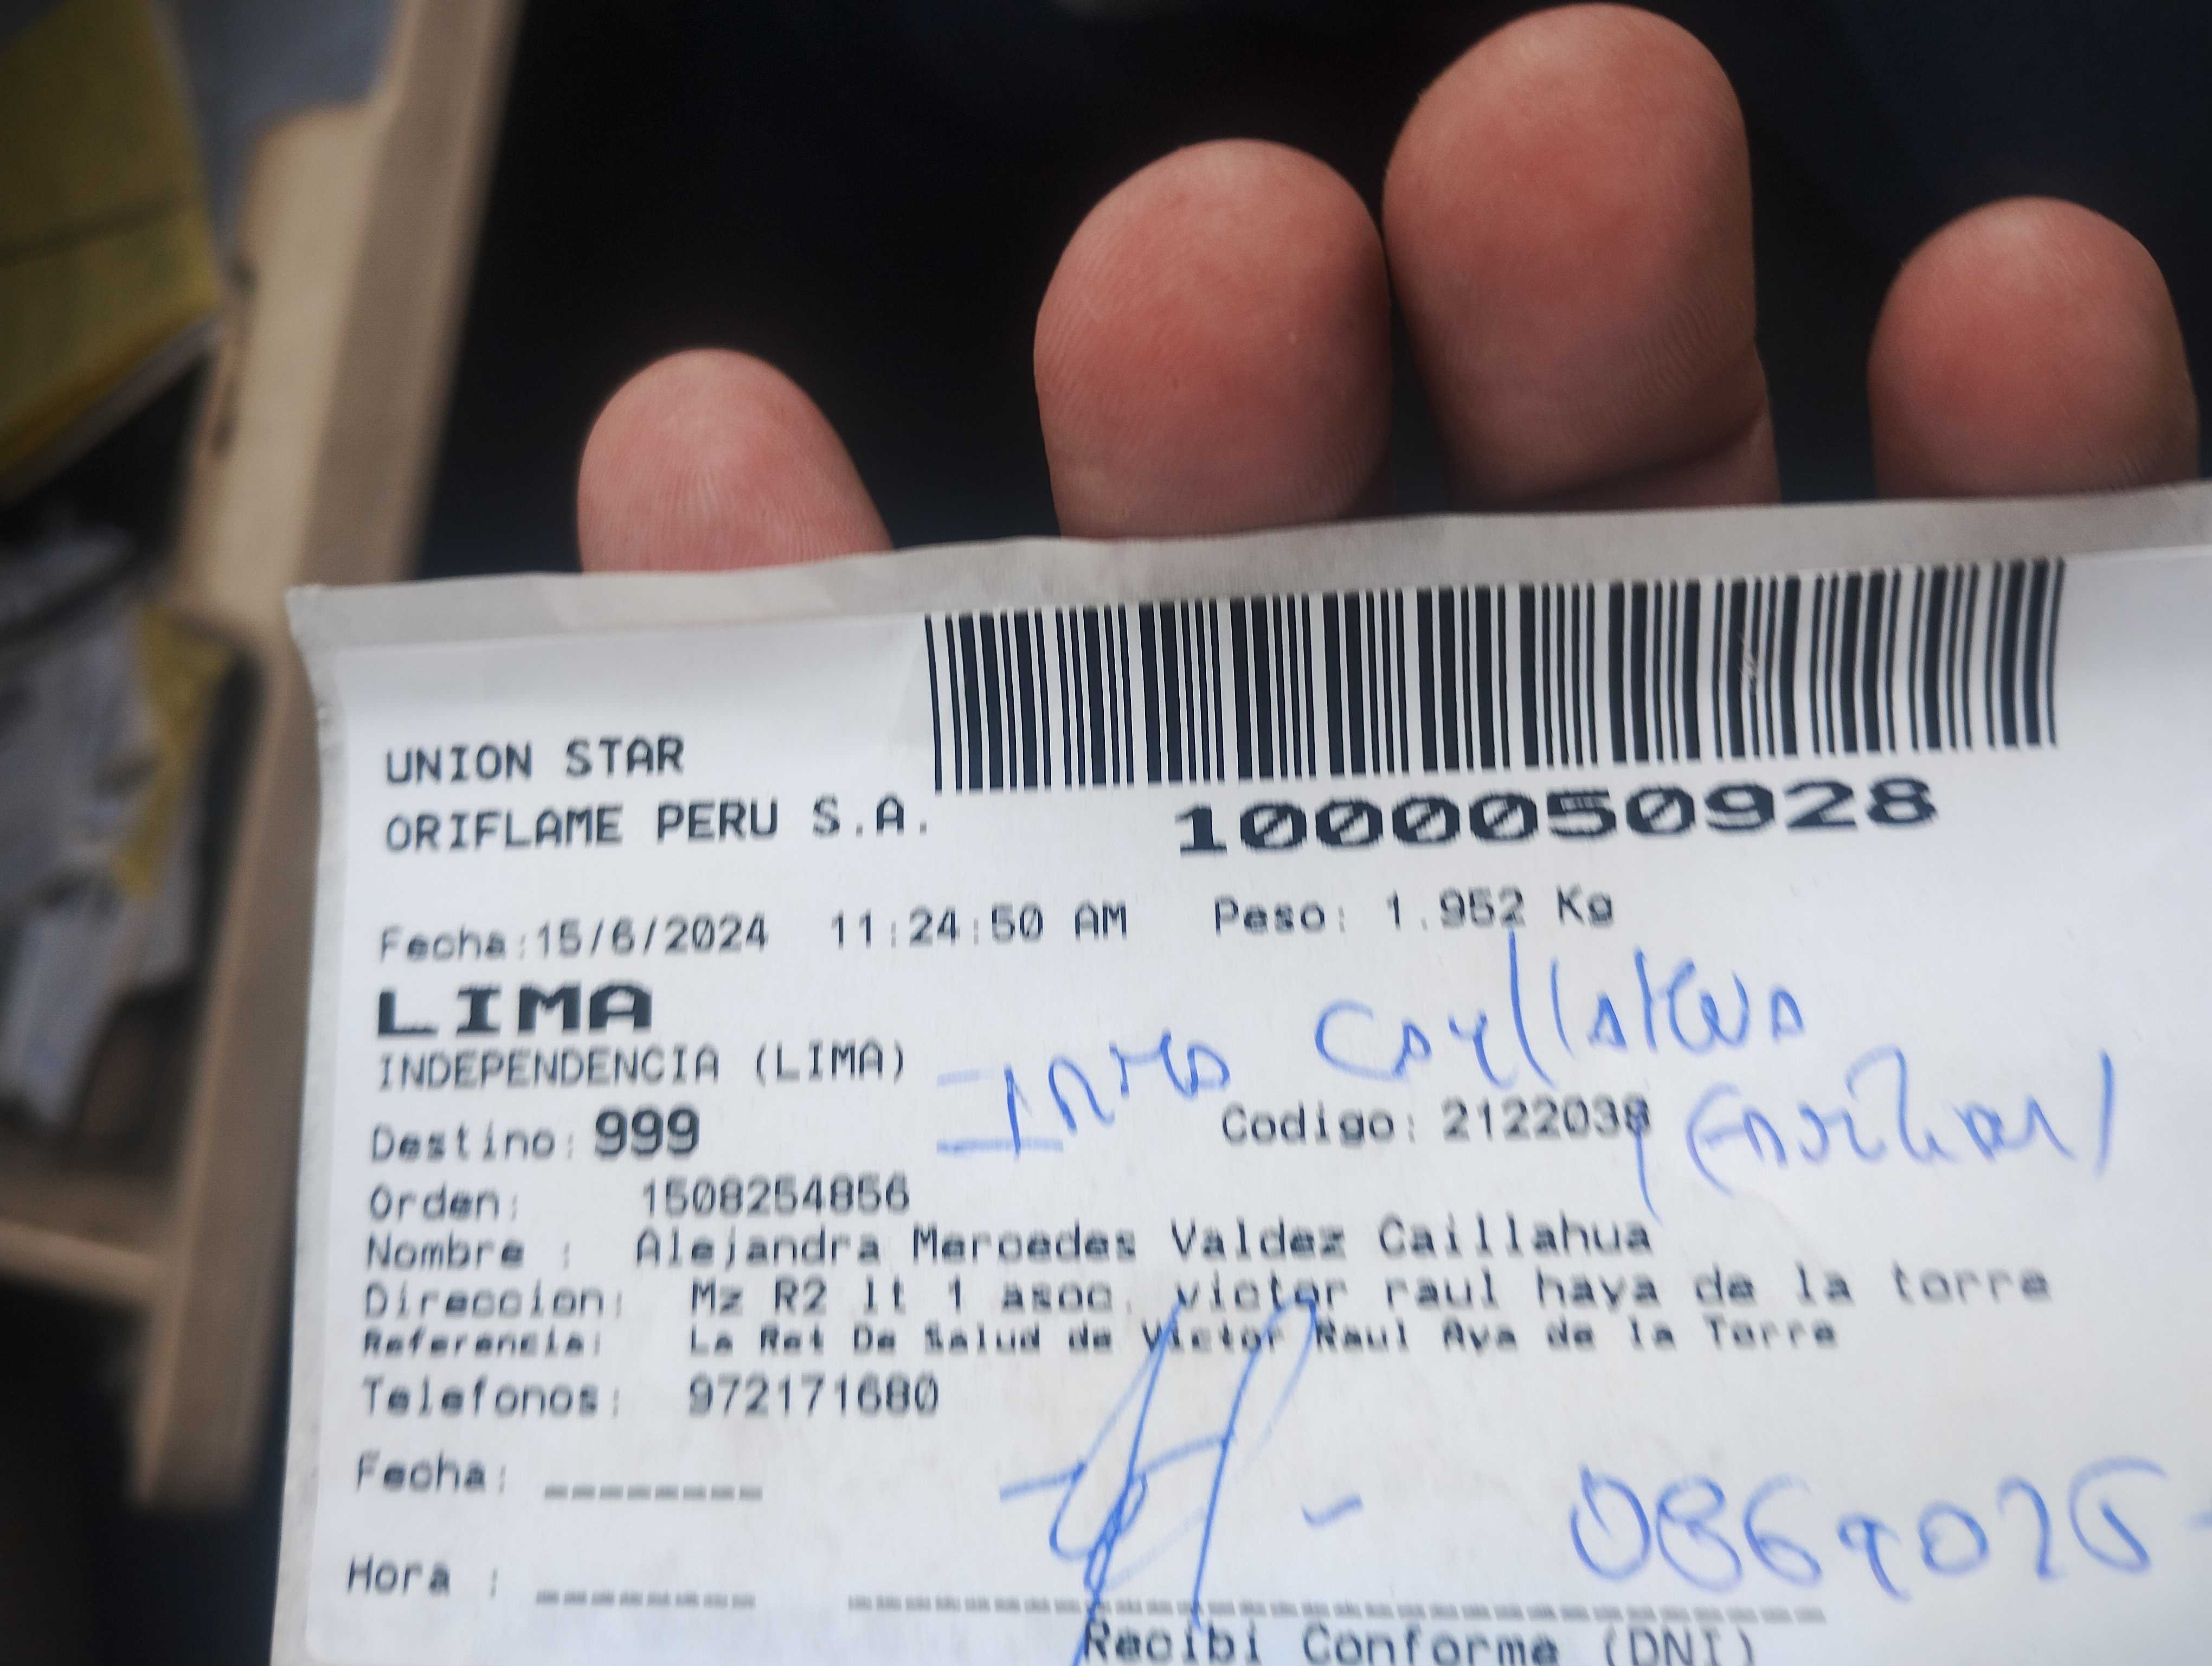 UNION STAR
ORIFLAME PERU S.A.
1000050928
Fecha:15/6/2024 11:24:50 AM Peso: 1.952 Kg
LIMA
INDEPENDENCIA (LIMA)
Destino: 999 Codigo: 2122038
Orden: 1508254856
Nombre : Alejandra Mercedes Valdez Caillahua
Direccion: Mz R2 lt 1 asoc. victor raul haya de la torre
Referencia: La Ret De Salud de Victor Raul Aya de la Torre
Telefonos: 972171680
Fecha: --------
Hora : --------
Recibi Conforme (DNI)